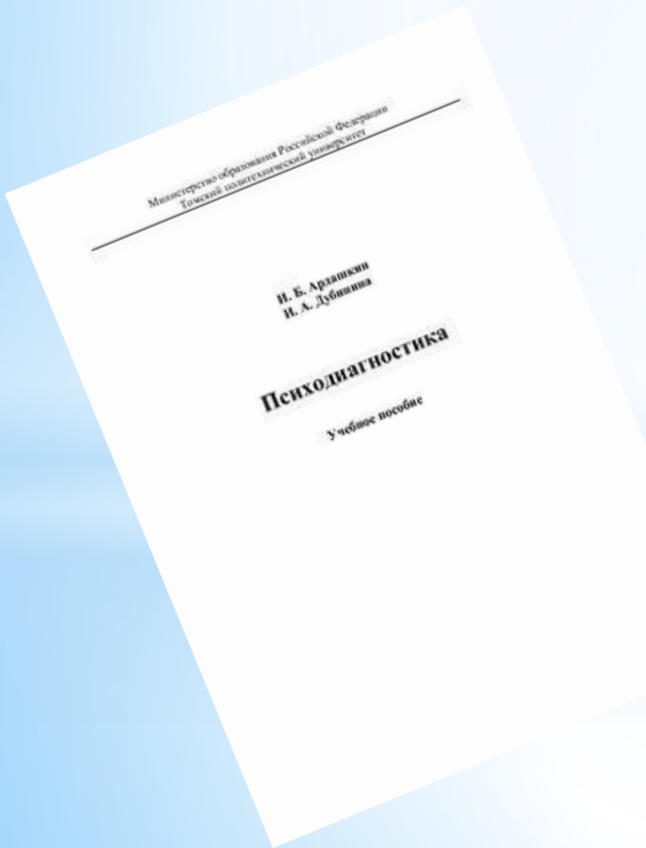 Министерство образования Российской Федерации
Томский политехнический университет
И. Б. Ардашкин
И. А. Дубинина
Психодиагностика
Учебное пособие